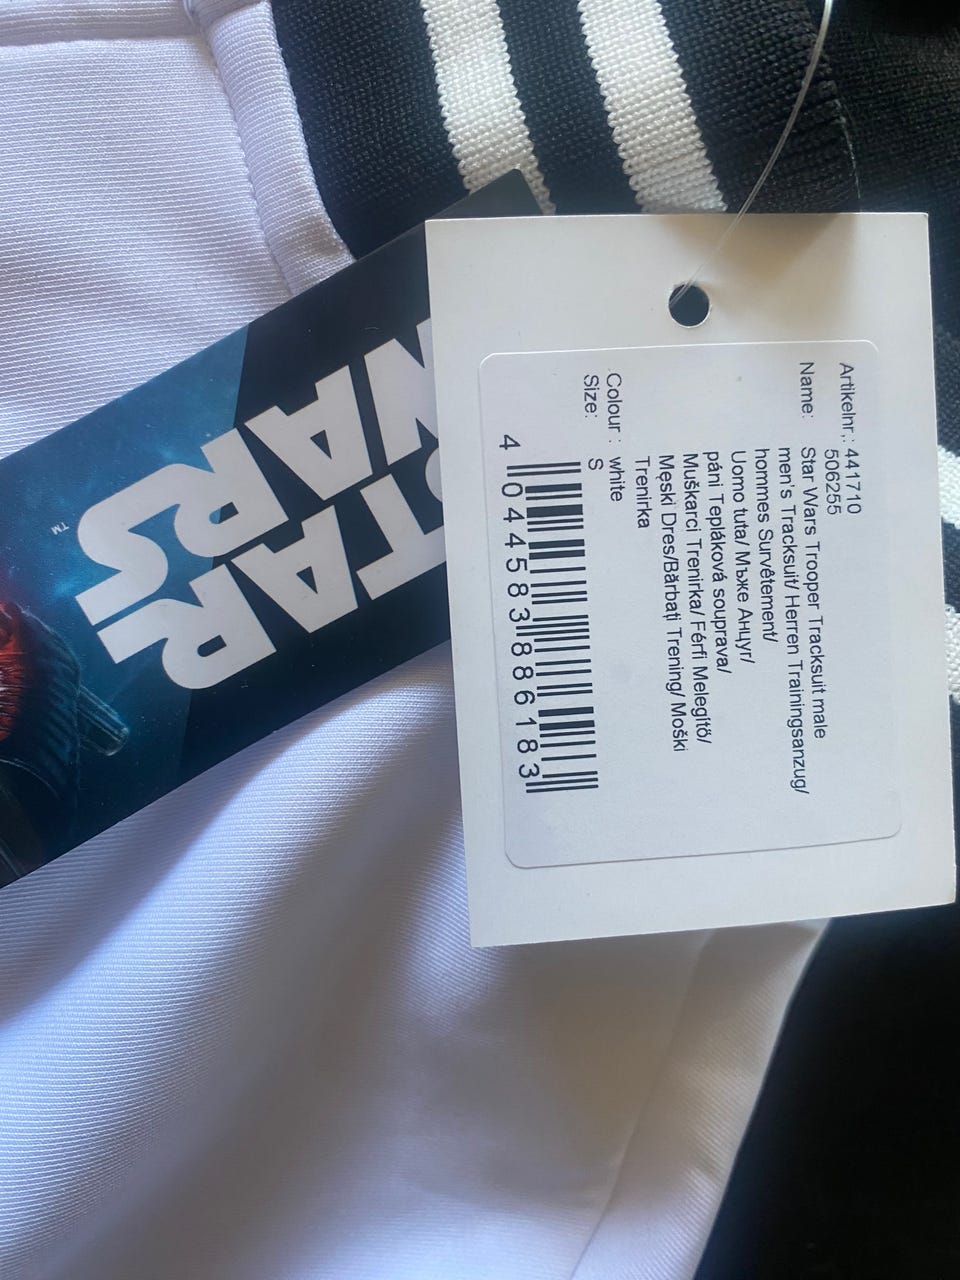 Artikelnr.: 441710
506255
Name: Star Wars Trooper Tracksuit male
men's Tracksuit/ Herren Trainingsanzug/
hommes Survêtement/
Uomo tuta/ Мъже Анцуг/
páni Tepláková souprava/
Muškarci Trenirka/ Férfi Melegítő/
Męski Dres/Bărbați Trening/ Moški
Trenirka
Colour : white
Size: S
4 044583 886183
STAR
WARS
TM